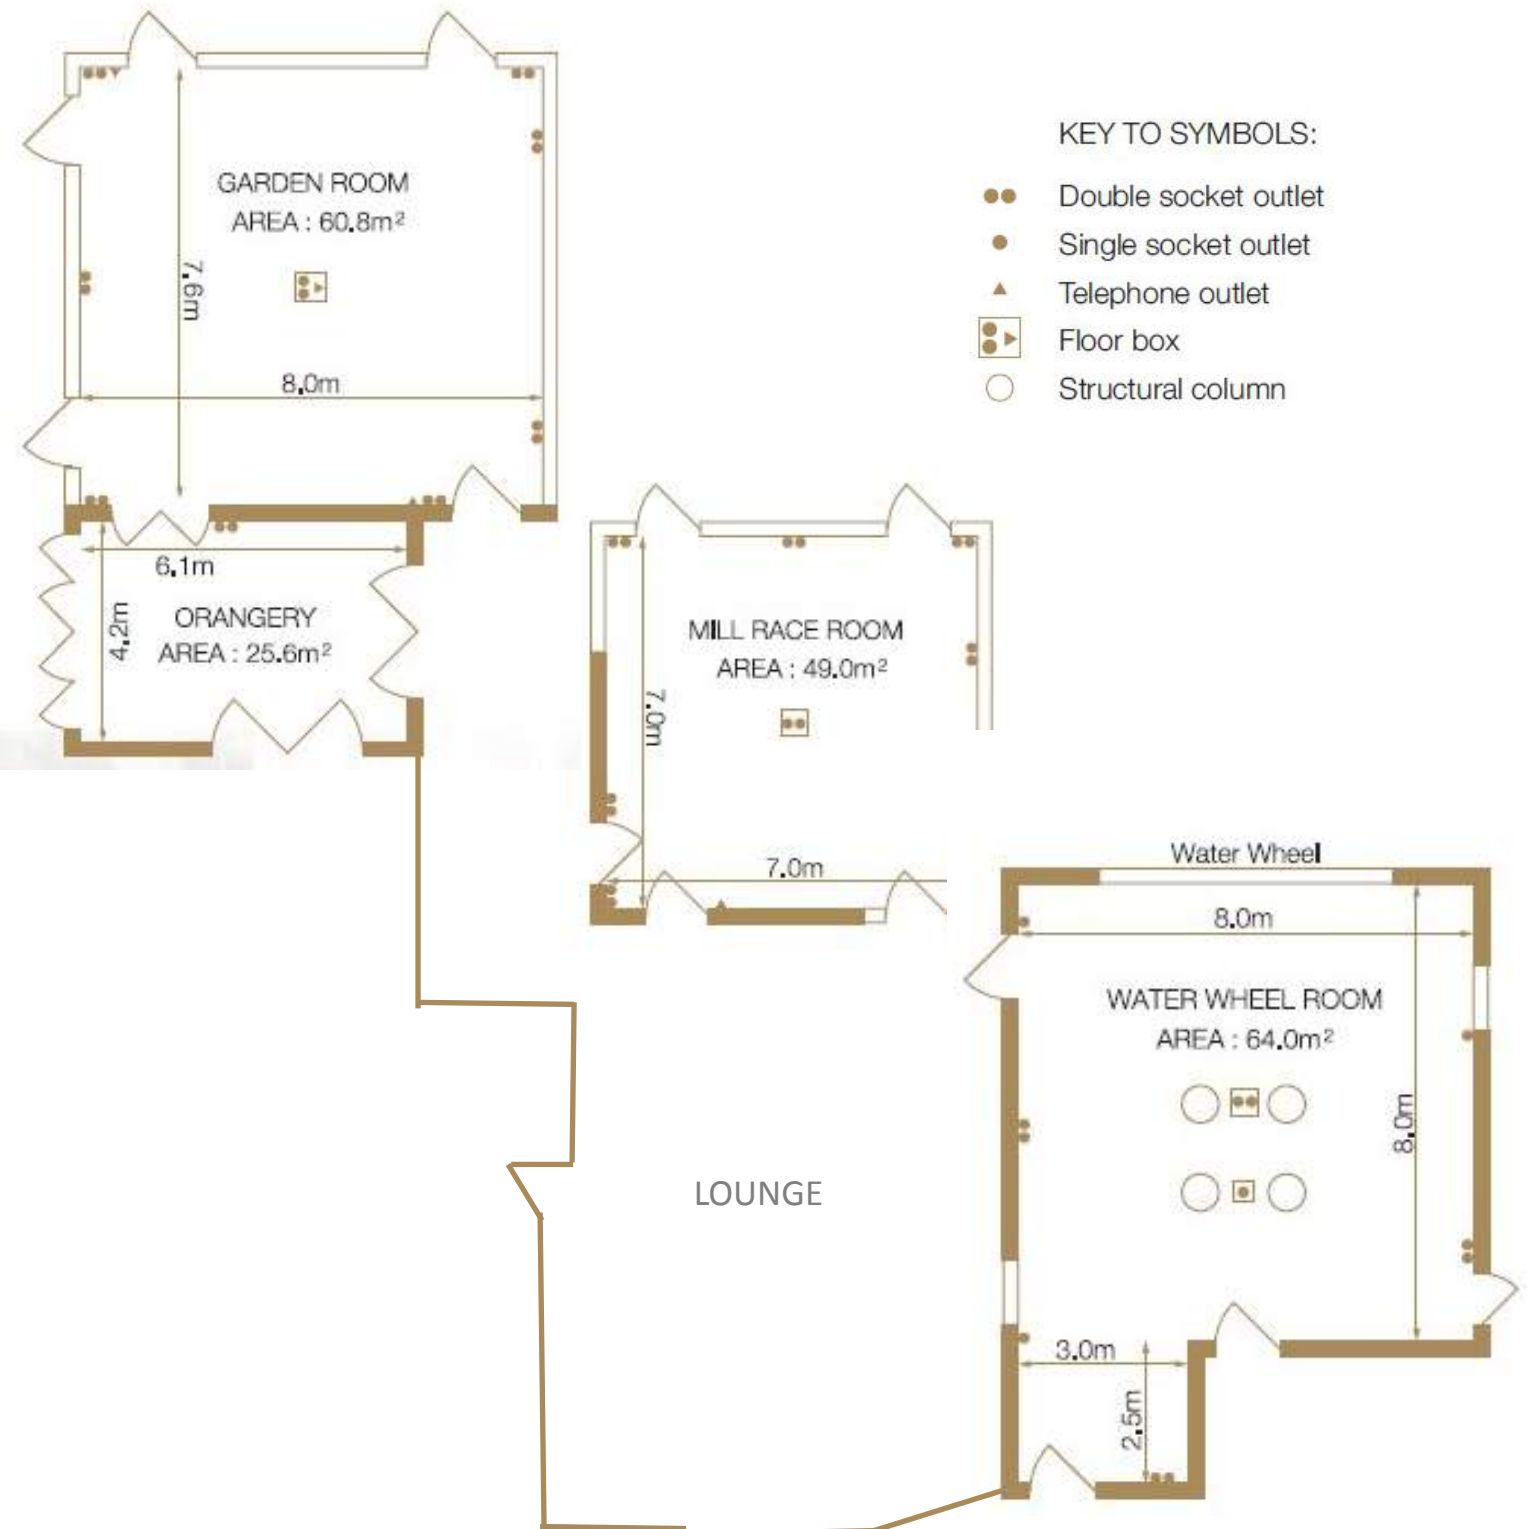 KEY TO SYMBOLS:
Double socket outlet
Single socket outlet
Telephone outlet
Floor box
Structural column
GARDEN ROOM
AREA : 60.8m²
7.6m
8.0m
6.1m
4.2m
ORANGERY
AREA : 25.6m²
MILL RACE ROOM
AREA : 49.0m²
7.0m
7.0m
Water Wheel
8.0m
WATER WHEEL ROOM
AREA : 64.0m²
8.0m
LOUNGE
3.0m
2.5m